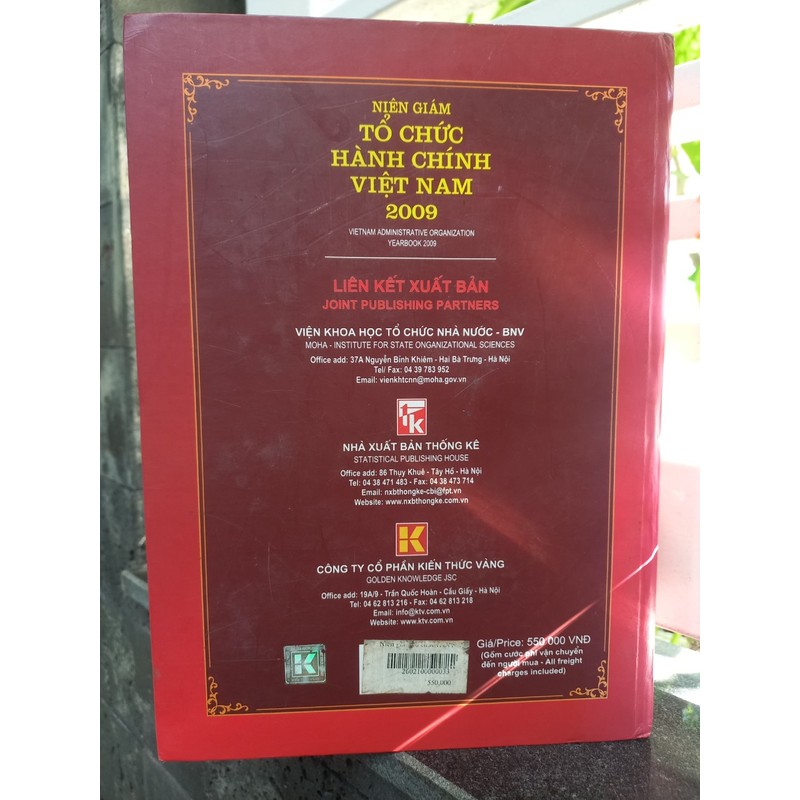 NIÊN GIÁM
TỔ CHỨC
HÀNH CHÍNH
VIỆT NAM
2009
VIETNAM ADMINISTRATIVE ORGANIZATION
YEARBOOK 2009
LIÊN KẾT XUẤT BẢN
JOINT PUBLISHING PARTNERS
VIỆN KHOA HỌC TỔ CHỨC NHÀ NƯỚC - BNV
MOHA - INSTITUTE FOR STATE ORGANIZATIONAL SCIENCES
Office add: 37A Nguyễn Bỉnh Khiêm - Hai Bà Trưng - Hà Nội
Tel/ Fax: 04 39 783 952
Email: vienkhtcnn@moha.gov.vn
NHÀ XUẤT BẢN THỐNG KÊ
STATISTICAL PUBLISHING HOUSE
Office add: 86 Thụy Khuê - Tây Hồ - Hà Nội
Tel: 04 38 471 483 - Fax: 04 38 473 714
Email: nxbthongke-cbi@fpt.vn
Website: www.nxbthongke.com.vn
K
CÔNG TY CỔ PHẦN KIẾN THỨC VÀNG
GOLDEN KNOWLEDGE JSC
Office add: 19A/9 - Trần Quốc Hoàn - Cầu Giấy - Hà Nội
Tel: 04 62 813 216 - Fax: 04 62 813 218
Email: info@ktv.com.vn
Website: www.ktv.com.vn
K
2602100000033
550,000
Giá/Price: 550 000 VNĐ
(Gồm cước phí vận chuyển
đến người mua - All freight
charges included)